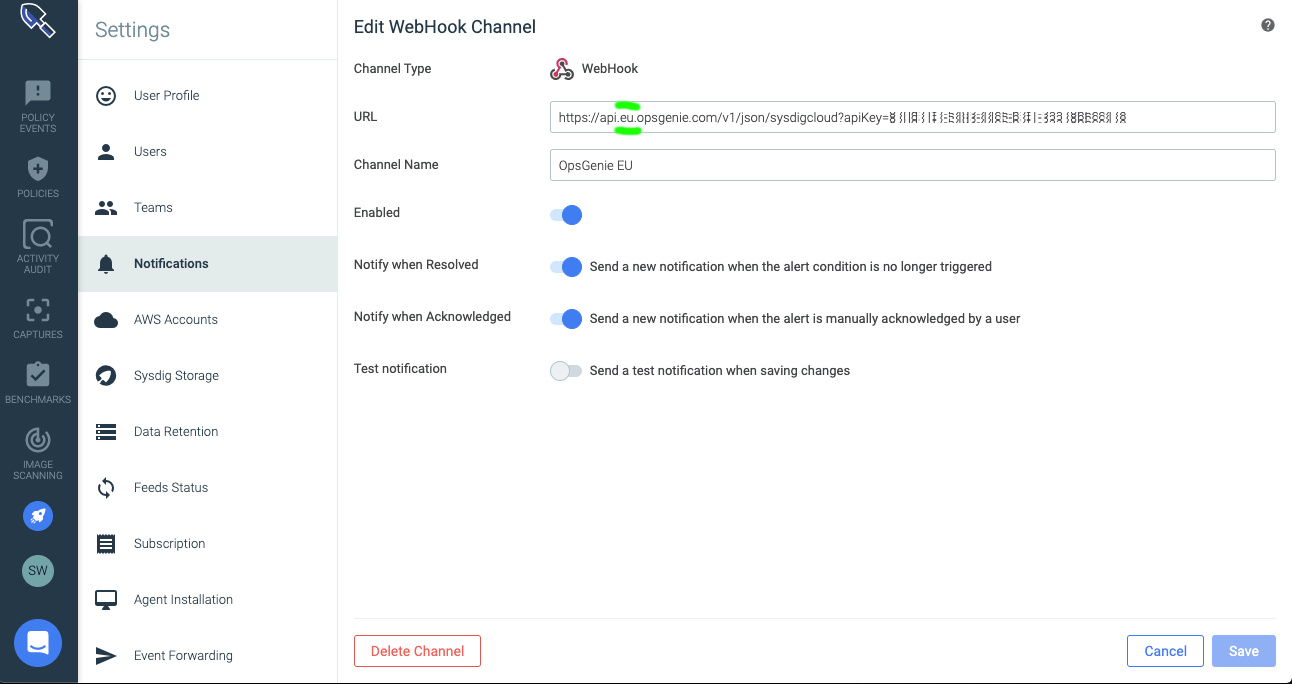 Settings
POLICY
EVENTS
POLICIES
ACTIVITY
AUDIT
CAPTURES
BENCHMARKS
IMAGE
SCANNING
SW
User Profile
Users
Teams
Notifications
AWS Accounts
Sysdig Storage
Data Retention
Feeds Status
Subscription
Agent Installation
Event Forwarding
Edit WebHook Channel
Channel Type
WebHook
URL
https://api.eu.opsgenie.com/v1/json/sysdigcloud?apiKey=
Channel Name
OpsGenie EU
Enabled
Notify when Resolved
Send a new notification when the alert condition is no longer triggered
Notify when Acknowledged
Send a new notification when the alert is manually acknowledged by a user
Test notification
Send a test notification when saving changes
Delete Channel
Cancel
Save